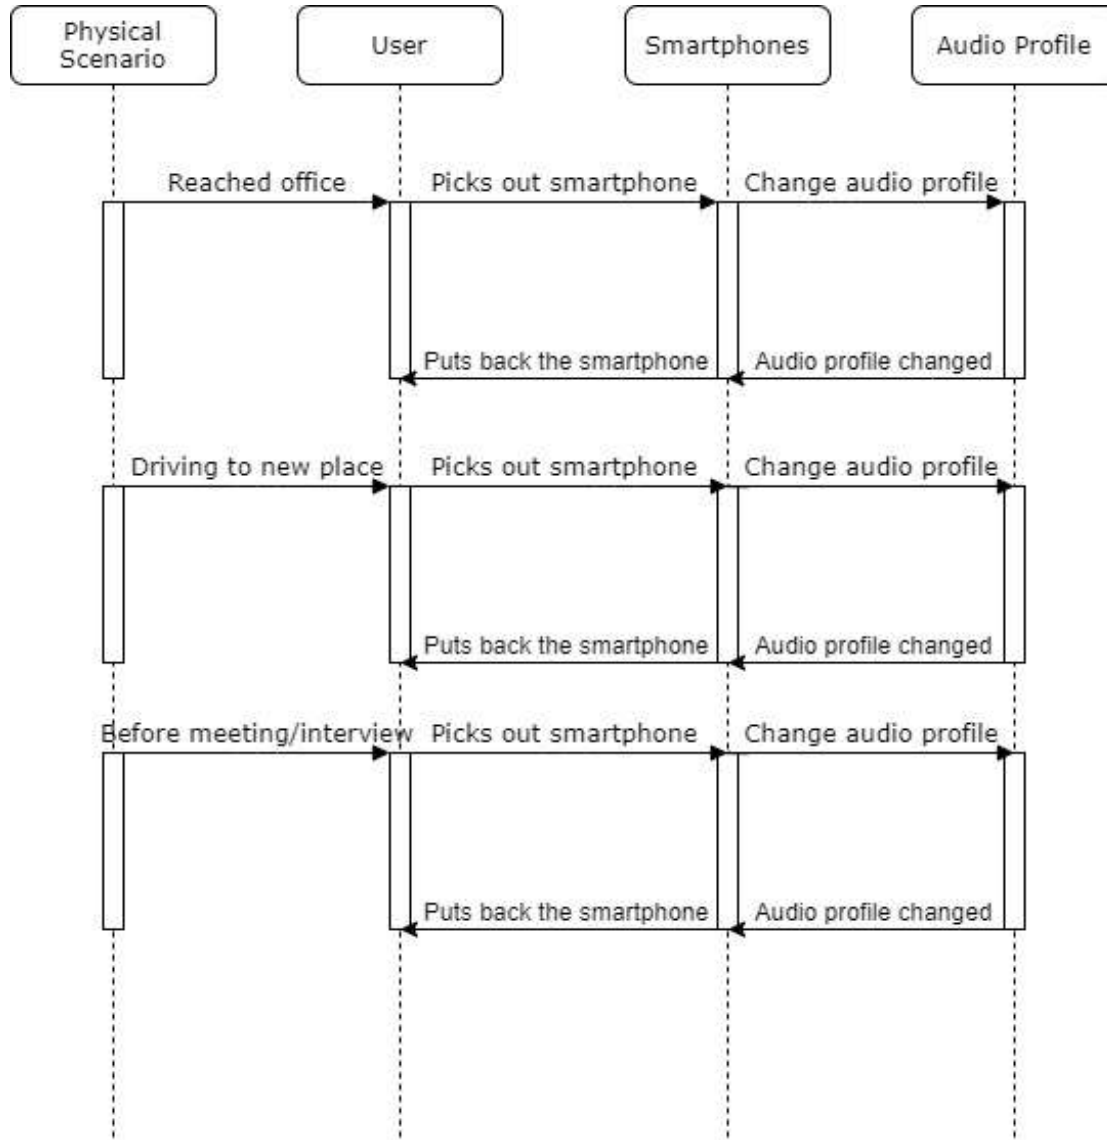 Physical
Scenario
User
Smartphones
Audio Profile
Reached office
Picks out smartphone
Change audio profile
Puts back the smartphone
Audio profile changed
Driving to new place
Picks out smartphone
Change audio profile
Puts back the smartphone
Audio profile changed
Before meeting/interview
Picks out smartphone
Change audio profile
Puts back the smartphone
Audio profile changed